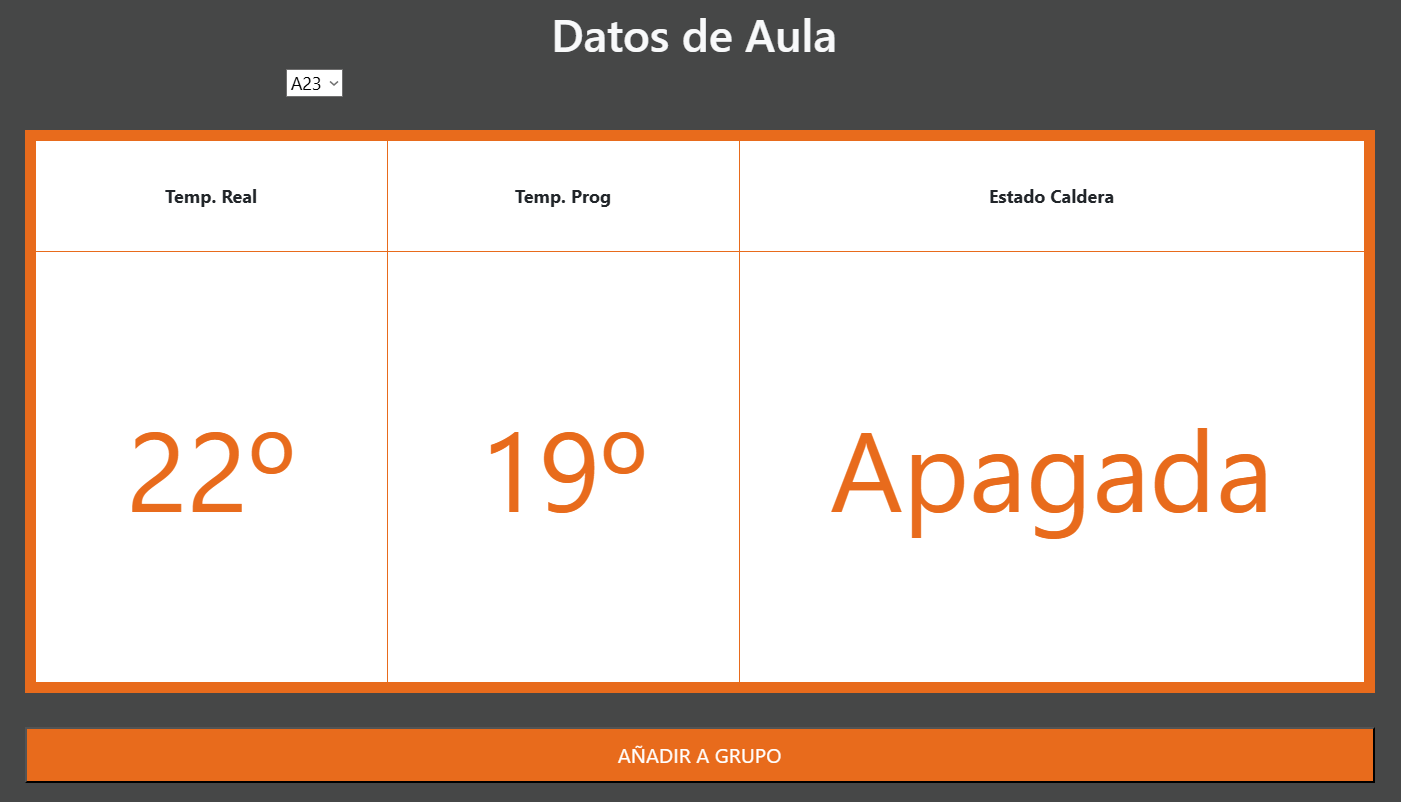 Datos de Aula
A23
Temp. Real Temp. Prog Estado Caldera
22º 19º Apagada
AÑADIR A GRUPO